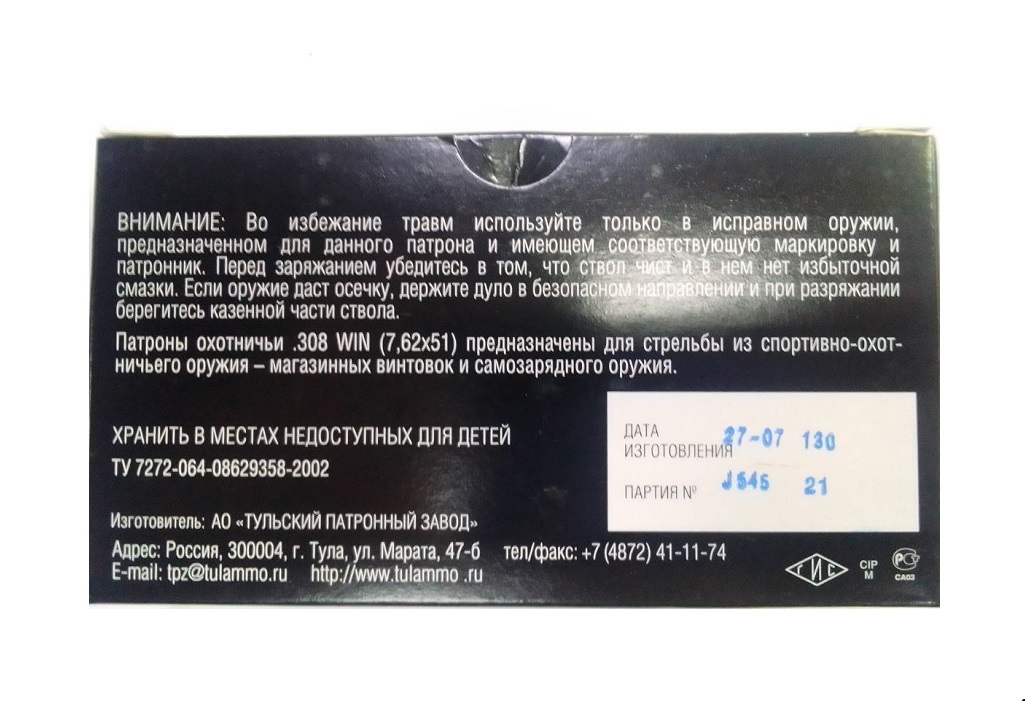 ВНИМАНИЕ: Во избежание травм используйте только в исправном оружии,
предназначенном для данного патрона и имеющем соответствующую маркировку и
патронник. Перед заряжанием убедитесь в том, что ствол чист и в нем нет избыточной
смазки. Если оружие даст осечку, держите дуло в безопасном направлении и при разряжании
берегитесь казенной части ствола.
Патроны охотничьи .308 WIN (7,62х51) предназначены для стрельбы из спортивно-охот-
ничьего оружия – магазинных винтовок и самозарядного оружия.
ХРАНИТЬ В МЕСТАХ НЕДОСТУПНЫХ ДЛЯ ДЕТЕЙ
ТУ 7272-064-08629358-2002
ДАТА
ИЗГОТОВЛЕНИЯ 27-07 130
ПАРТИЯ № J545 21
Изготовитель: АО «ТУЛЬСКИЙ ПАТРОННЫЙ ЗАВОД»
Адрес: Россия, 300004, г. Тула, ул. Марата, 47-б тел/факс: +7 (4872) 41-11-74
E-mail: tpz@tulammo.ru http://www.tulammo .ru
ГИС
CIP
M
РС
СА03